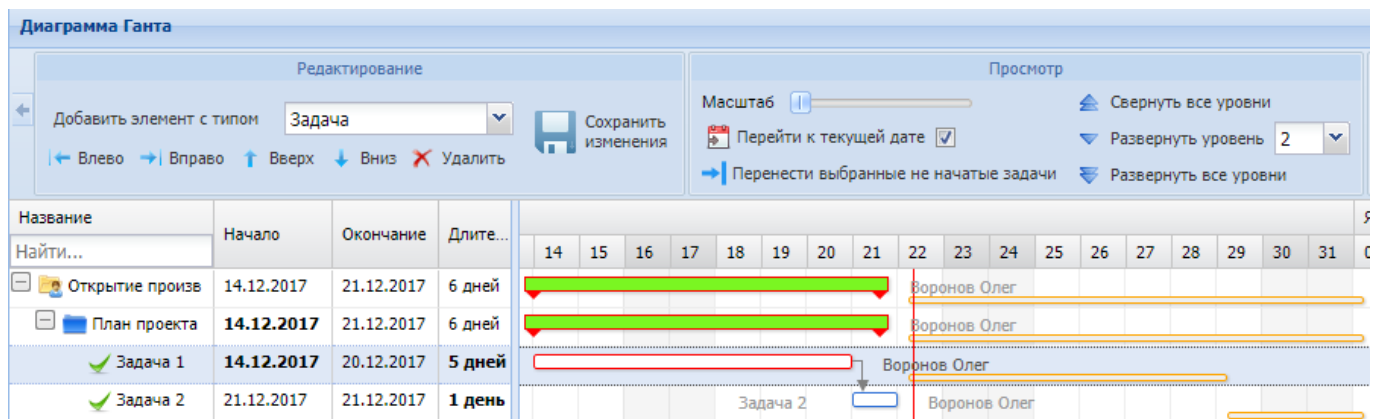 Диаграмма Ганта
Редактирование
Просмотр
Добавить элемент с типом Задача
Влево Вправо Вверх Вниз Удалить
Сохранить
изменения
Масштаб
Перейти к текущей дате
Перенести выбранные не начатые задачи
Свернуть все уровни
Развернуть уровень 2
Развернуть все уровни
Название Начало Окончание Длите...
Найти...
14 15 16 17 18 19 20 21 22 23 24 25 26 27 28 29 30 31
Открытие произв 14.12.2017 21.12.2017 6 дней Воронов Олег
План проекта 14.12.2017 21.12.2017 6 дней Воронов Олег
Задача 1 14.12.2017 20.12.2017 5 дней Воронов Олег
Задача 2 21.12.2017 21.12.2017 1 день Задача 2 Воронов Олег